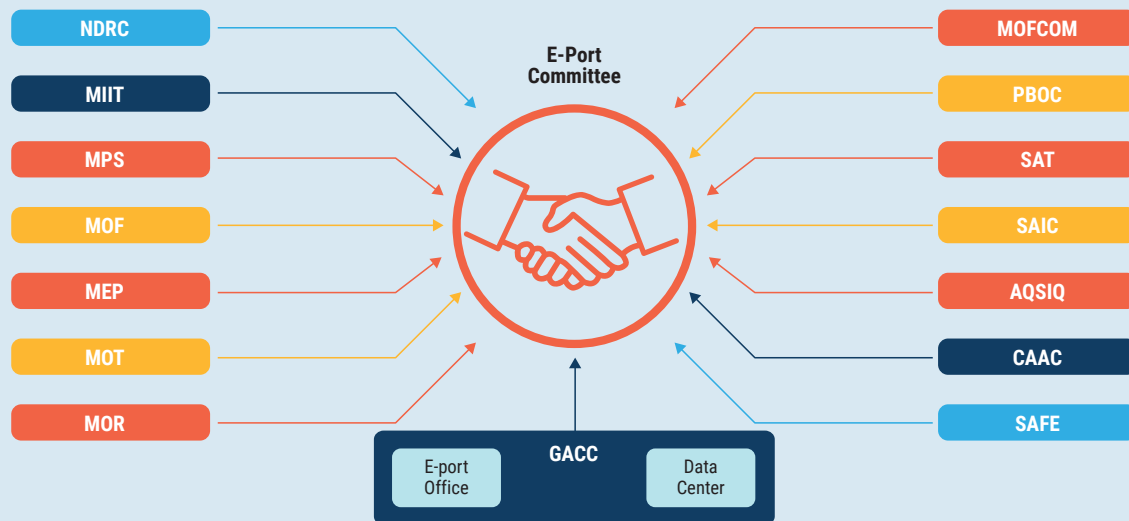 NDRC
MIIT
MPS
MOF
MEP
MOT
MOR
E-Port
Committee
MOFCOM
PBOC
SAT
SAIC
AQSIQ
CAAC
SAFE
GACC
E-port
Office
Data
Center